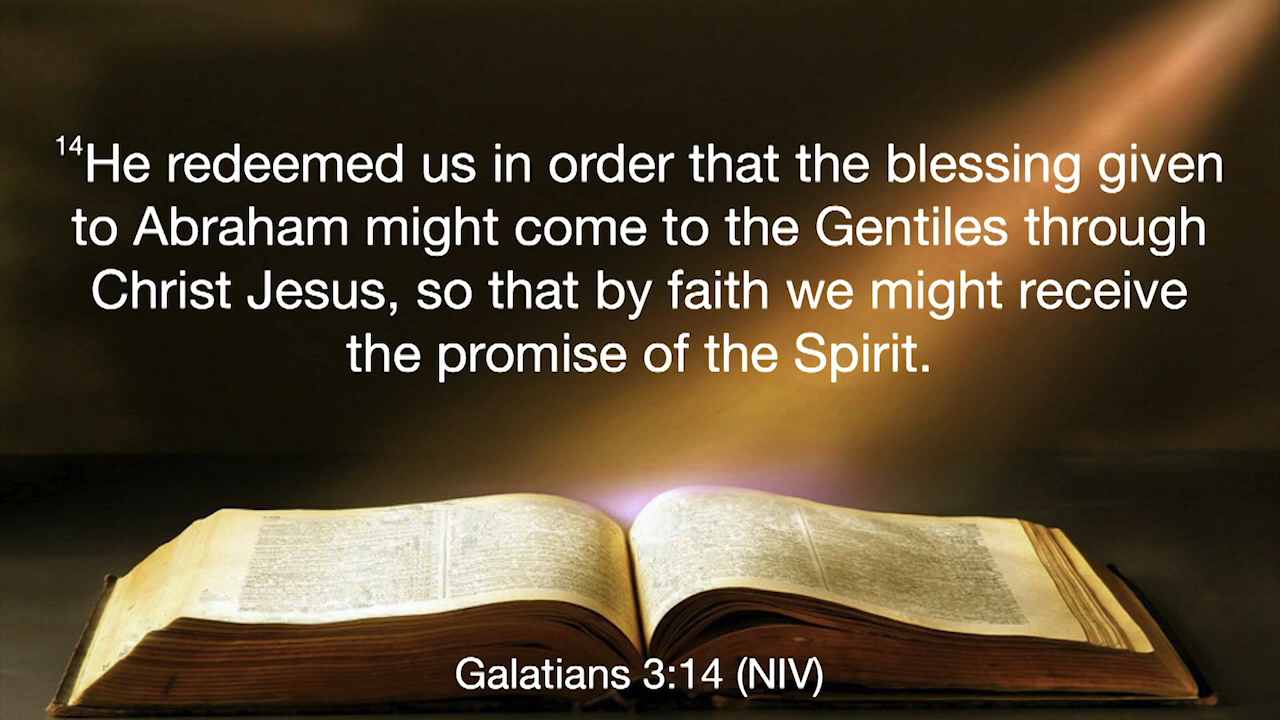 14He redeemed us in order that the blessing given
to Abraham might come to the Gentiles through
Christ Jesus, so that by faith we might receive
the promise of the Spirit.
Galatians 3:14 (NIV)